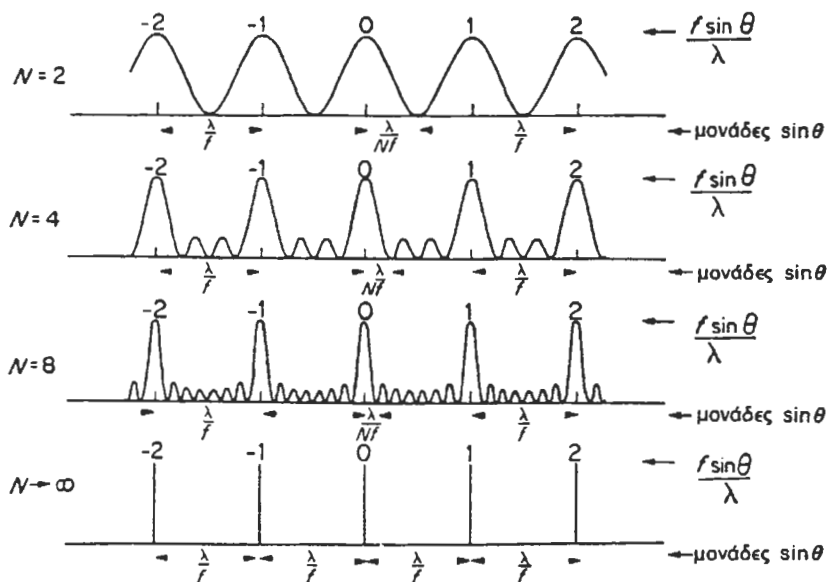 -2 -1 0 1 2 f sin θ / λ
N = 2
λ/f λ/Nf λ/f μονάδες sin θ
-2 -1 0 1 2 f sin θ / λ
N = 4
λ/f λ/Nf λ/f μονάδες sin θ
-2 -1 0 1 2 f sin θ / λ
N = 8
λ/f λ/Nf λ/f μονάδες sin θ
-2 -1 0 1 2 f sin θ / λ
N → ∞
λ/f λ/f λ/f λ/f μονάδες sin θ